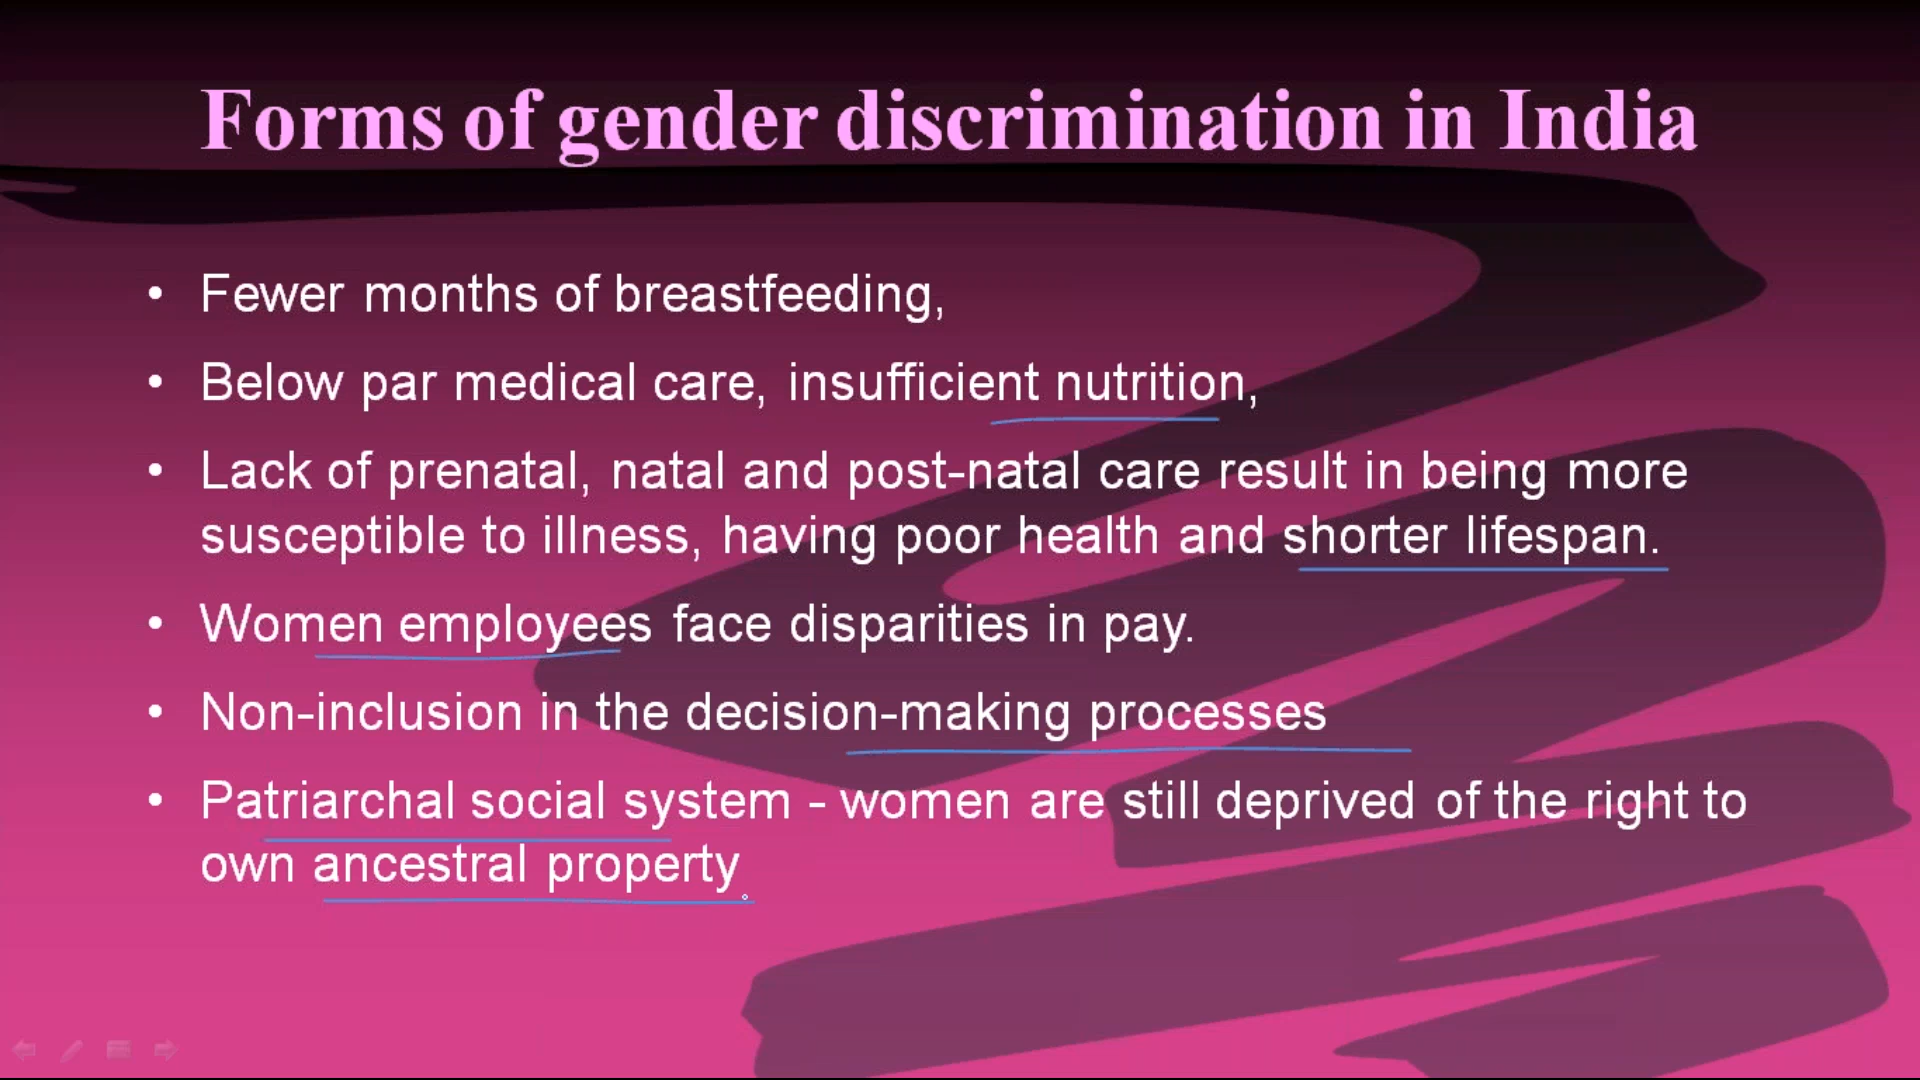 Forms of gender discrimination in India
• Fewer months of breastfeeding,
• Below par medical care, insufficient nutrition,
• Lack of prenatal, natal and post-natal care result in being more
susceptible to illness, having poor health and shorter lifespan.
• Women employees face disparities in pay.
• Non-inclusion in the decision-making processes
• Patriarchal social system - women are still deprived of the right to
own ancestral property